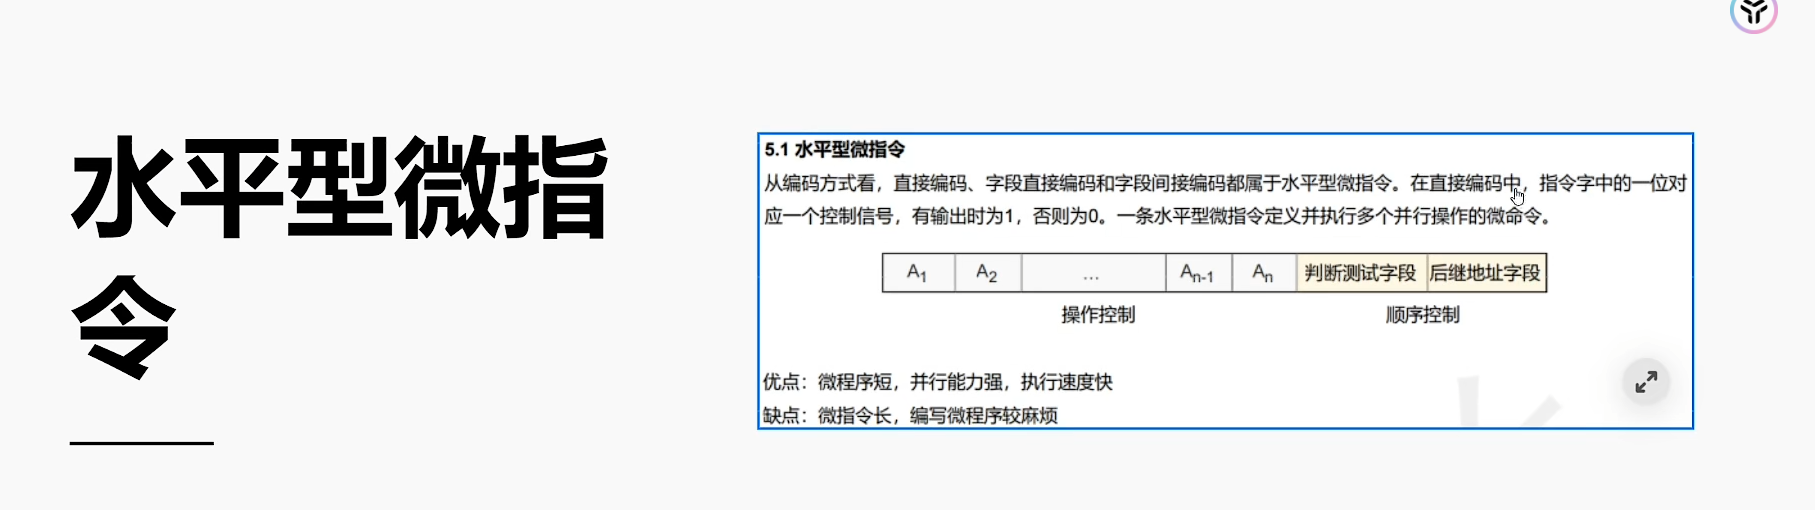 水平型微指
令
5.1 水平型微指令
从编码方式看，直接编码、字段直接编码和字段间接编码都属于水平型微指令。在直接编码中，指令字中的一位对
应一个控制信号，有输出时为1，否则为0。一条水平型微指令定义并执行多个并行操作的微命令。
A1 A2 … An-1 An 判断测试字段 后继地址字段
操作控制 顺序控制
优点：微程序短，并行能力强，执行速度快
缺点：微指令长，编写微程序较麻烦